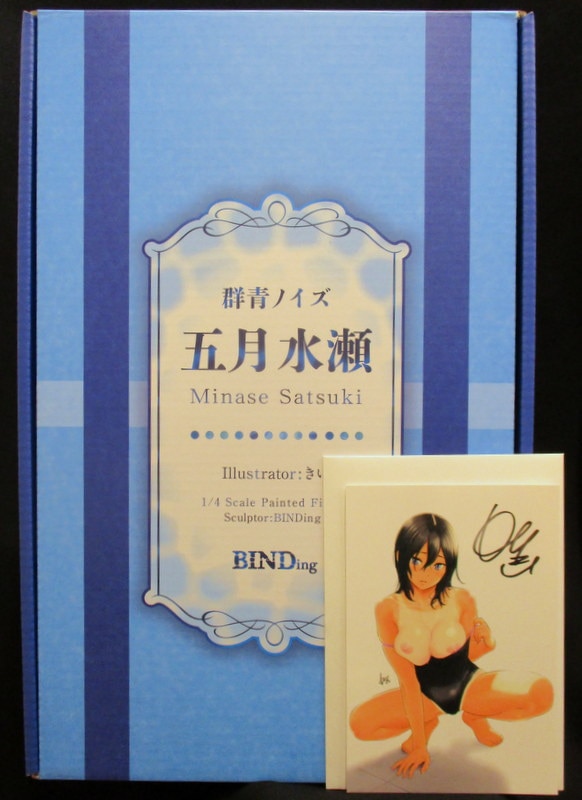 群青ノイズ
五月水瀬
Minase Satsuki
Illustrator:
1/4 Scale Painted
Sculptor:BINDing
BINDing